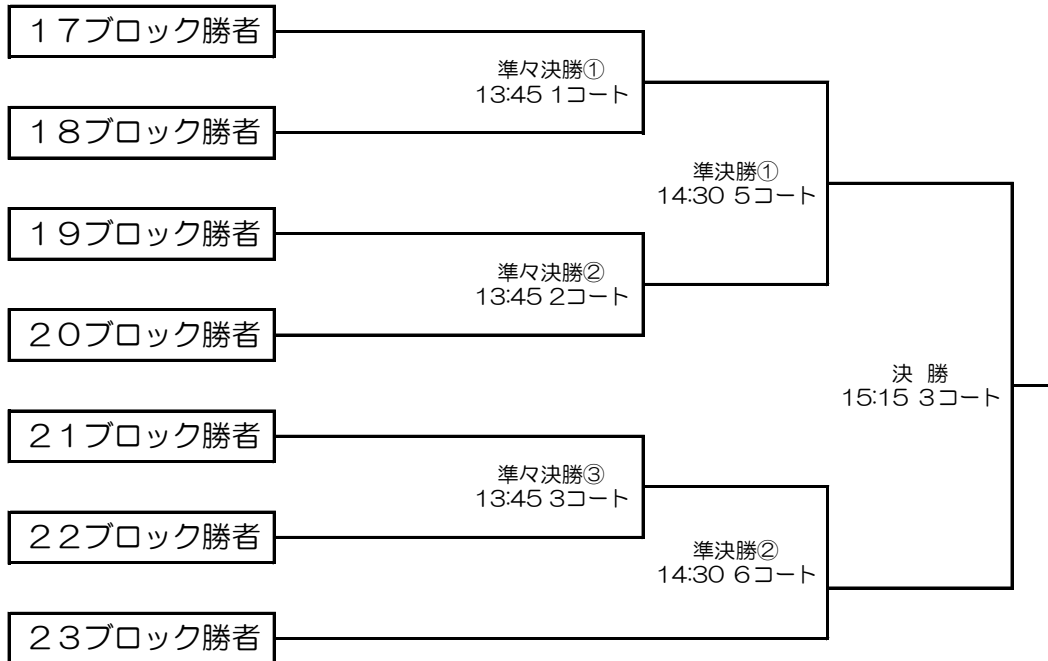 １７ブロック勝者
準々決勝①
13:45 1コート
１８ブロック勝者
準決勝①
14:30 5コート
１９ブロック勝者
準々決勝②
13:45 2コート
２０ブロック勝者
決 勝
15:15 3コート
２１ブロック勝者
準々決勝③
13:45 3コート
２２ブロック勝者
準決勝②
14:30 6コート
２３ブロック勝者